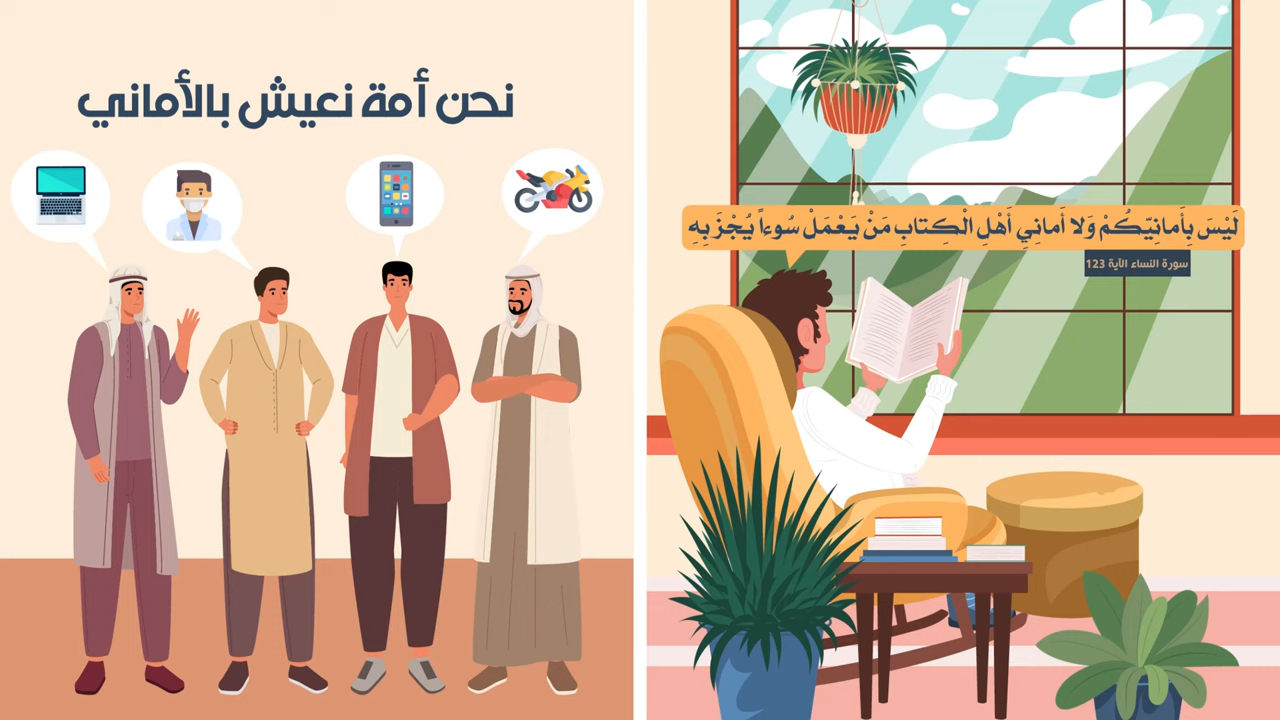 نحن أمة نعيش بالأماني
لَيْسَ بِأَمانِيّكُمْ وَلا أَمانِي أَهْلِ الْكِتابِ مَنْ يَعْمَلْ سُوءاً يُجْزَ بِهِ
سورة النساء الآية 123